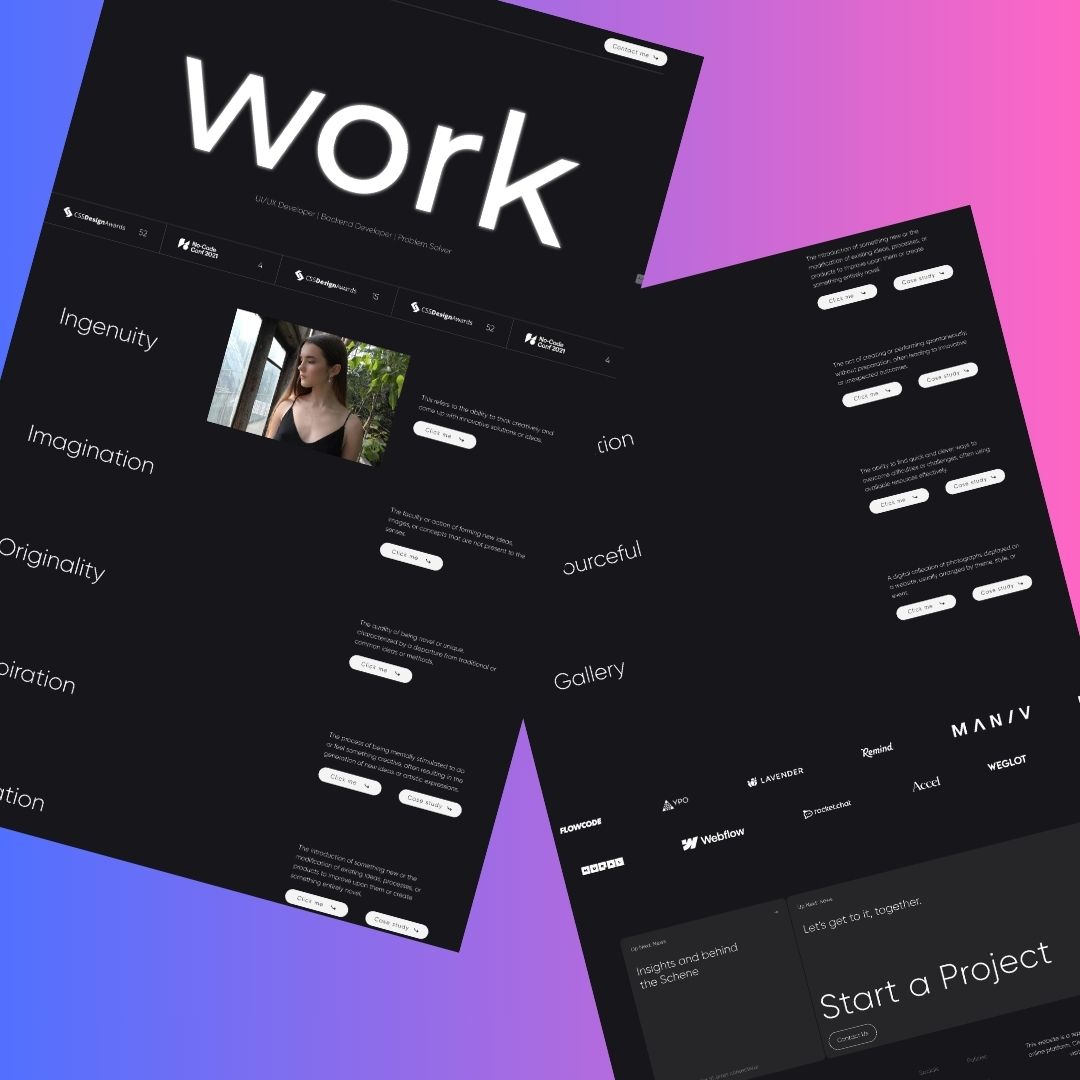 Contact me
work
UI/UX Developer | Backend Developer | Problem Solver
CSSDesignAwards 52
No-Code
Conf 2021 4
CSSDesignAwards 15
CSSDesignAwards 52
No-Code
Conf 2021 4
Ingenuity
This refers to the ability to think creatively and
come up with innovative solutions or ideas.
Click me
Imagination
The faculty or action of forming new ideas,
images, or concepts that are not present to the
senses.
Click me
Originality
The quality of being novel or unique,
characterized by a departure from traditional or
common ideas or methods.
Click me
piration
The process of being mentally stimulated to do
or feel something creative, often resulting in the
generation of new ideas or artistic expressions.
Click me
Case study
ation
The introduction of something new or the
modification of existing ideas, processes, or
products to improve upon them or create
something entirely novel.
Click me
Case study
The introduction of something new or the
modification of existing ideas, processes, or
products to improve upon them or create
something entirely novel.
Click me
Case study
tion
The act of creating or performing spontaneously,
without preparation, often leading to innovative
or unexpected outcomes.
Click me
Case study
ourceful
The ability to find quick and clever ways to
overcome difficulties or challenges, often using
available resources effectively.
Click me
Case study
Gallery
A digital collection of photographs displayed on
a website, usually arranged by theme, style, or
event.
Click me
Case study
FLOWCODE
YPO
LAVENDER
Remind
MANIV
Webflow
rocket.chat
Accel
WEGLOT
Up Next: News
Insights and behind
the Schene
Up Next: News
Let's get to it, together.
Start a Project
Contact Us
Socials
Policies
This website is a
online platform.